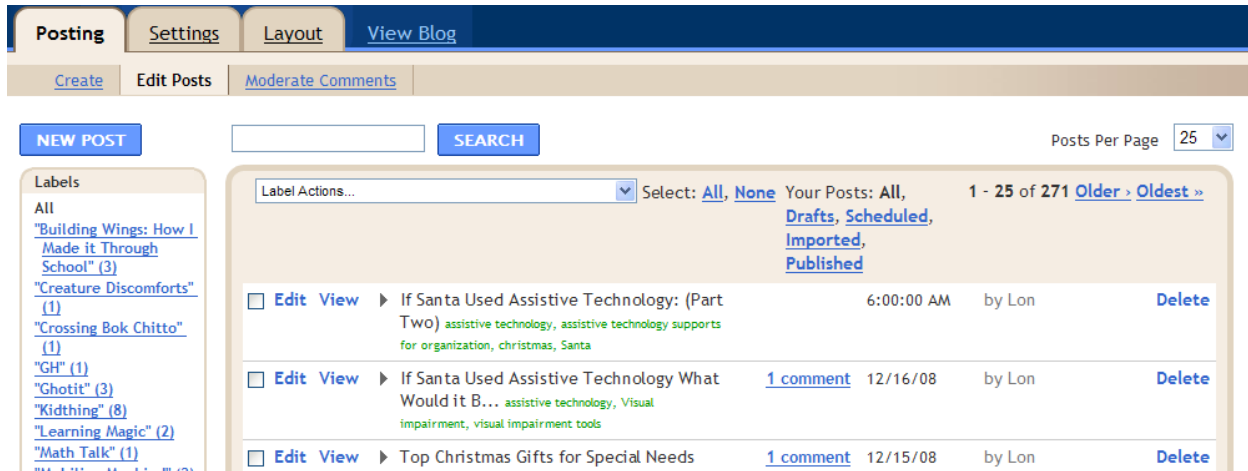 Posting Settings Layout View Blog
Create Edit Posts Moderate Comments
NEW POST SEARCH Posts Per Page 25
Labels
All
"Building Wings: How I
Made it Through
School" (3)
"Creature Discomforts"
(1)
"Crossing Bok Chitto"
(1)
"GH" (1)
"Ghotit" (3)
"Kidthing" (8)
"Learning Magic" (2)
"Math Talk" (1)
Label Actions... Select: All, None Your Posts: All, 1 - 25 of 271 Older › Oldest »
Drafts, Scheduled,
Imported,
Published
Edit View If Santa Used Assistive Technology: (Part 6:00:00 AM by Lon Delete
Two) assistive technology, assistive technology supports
for organization, christmas, Santa
Edit View If Santa Used Assistive Technology What 1 comment 12/16/08 by Lon Delete
Would it B... assistive technology, Visual
impairment, visual impairment tools
Edit View Top Christmas Gifts for Special Needs 1 comment 12/15/08 by Lon Delete